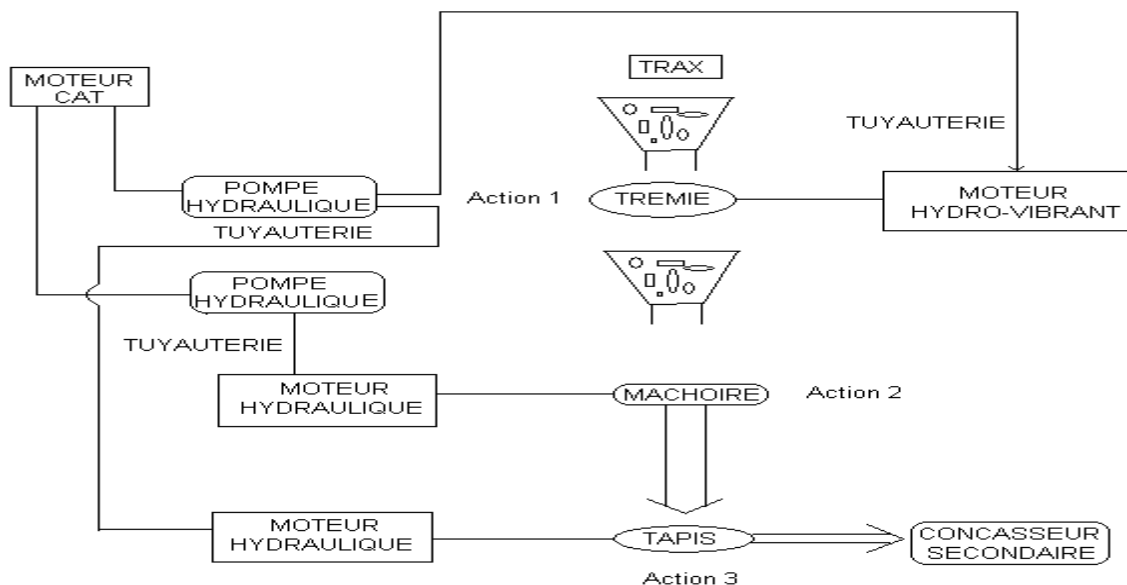 MOTEUR
CAT
TRAX
TUYAUTERIE
POMPE
HYDRAULIQUE
Action 1
TREMIE
MOTEUR
HYDRO-VIBRANT
TUYAUTERIE
POMPE
HYDRAULIQUE
TUYAUTERIE
MOTEUR
HYDRAULIQUE
MACHOIRE
Action 2
MOTEUR
HYDRAULIQUE
TAPIS
CONCASSEUR
SECONDAIRE
Action 3